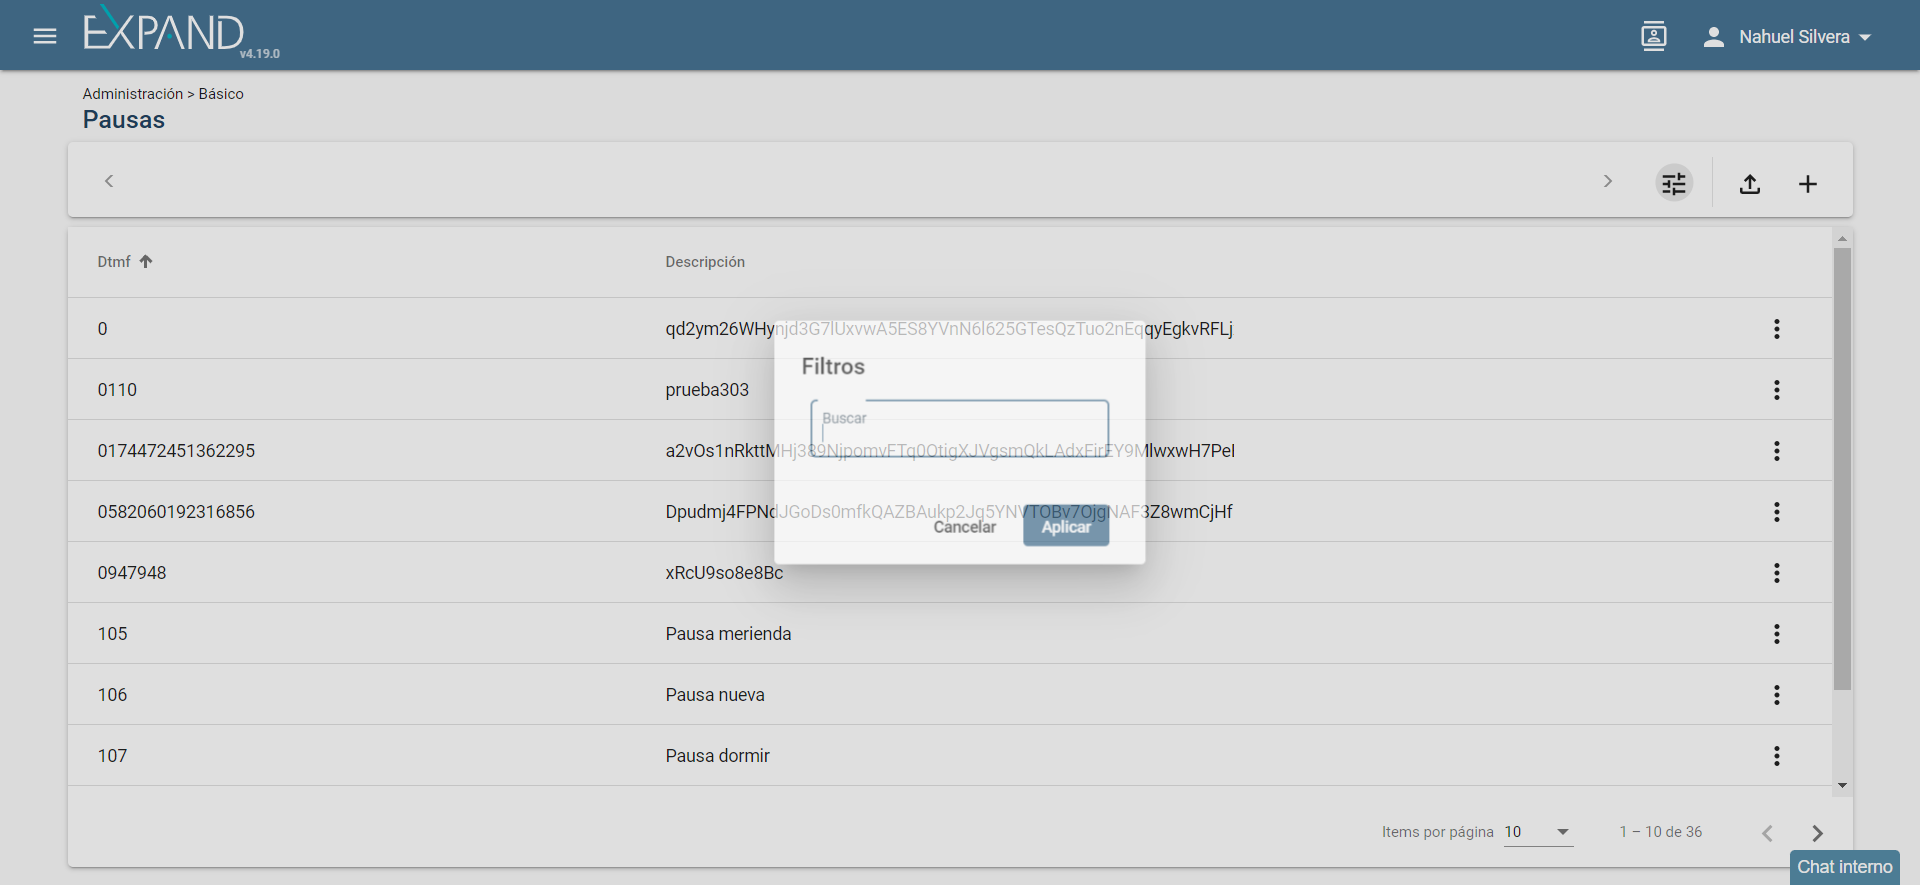 EXPAND
v4.19.0
Nahuel Silvera
Administración > Básico
Pausas
Dtmf
Descripción
0
qd2ym26WHynjd3G7lUxvwA5ES8YVnN6l625GTesQzTuo2nEqqyEgkvRFLj
Filtros
0110
prueba303
Buscar
0174472451362295
a2vOs1nRkttMHj389NjpomvFTq0OtigXJVgsmQkLAdxFirEY9MlwxwH7Pel
0582060192316856
Dpudmj4FPNdJGoDs0mfkQAZBAukp2Jg5YNVTOBv7OjgNAF3Z8wmCjHf
Cancelar
Aplicar
0947948
xRcU9so8e8Bc
105
Pausa merienda
106
Pausa nueva
107
Pausa dormir
Items por página 10
1 – 10 de 36
Chat interno